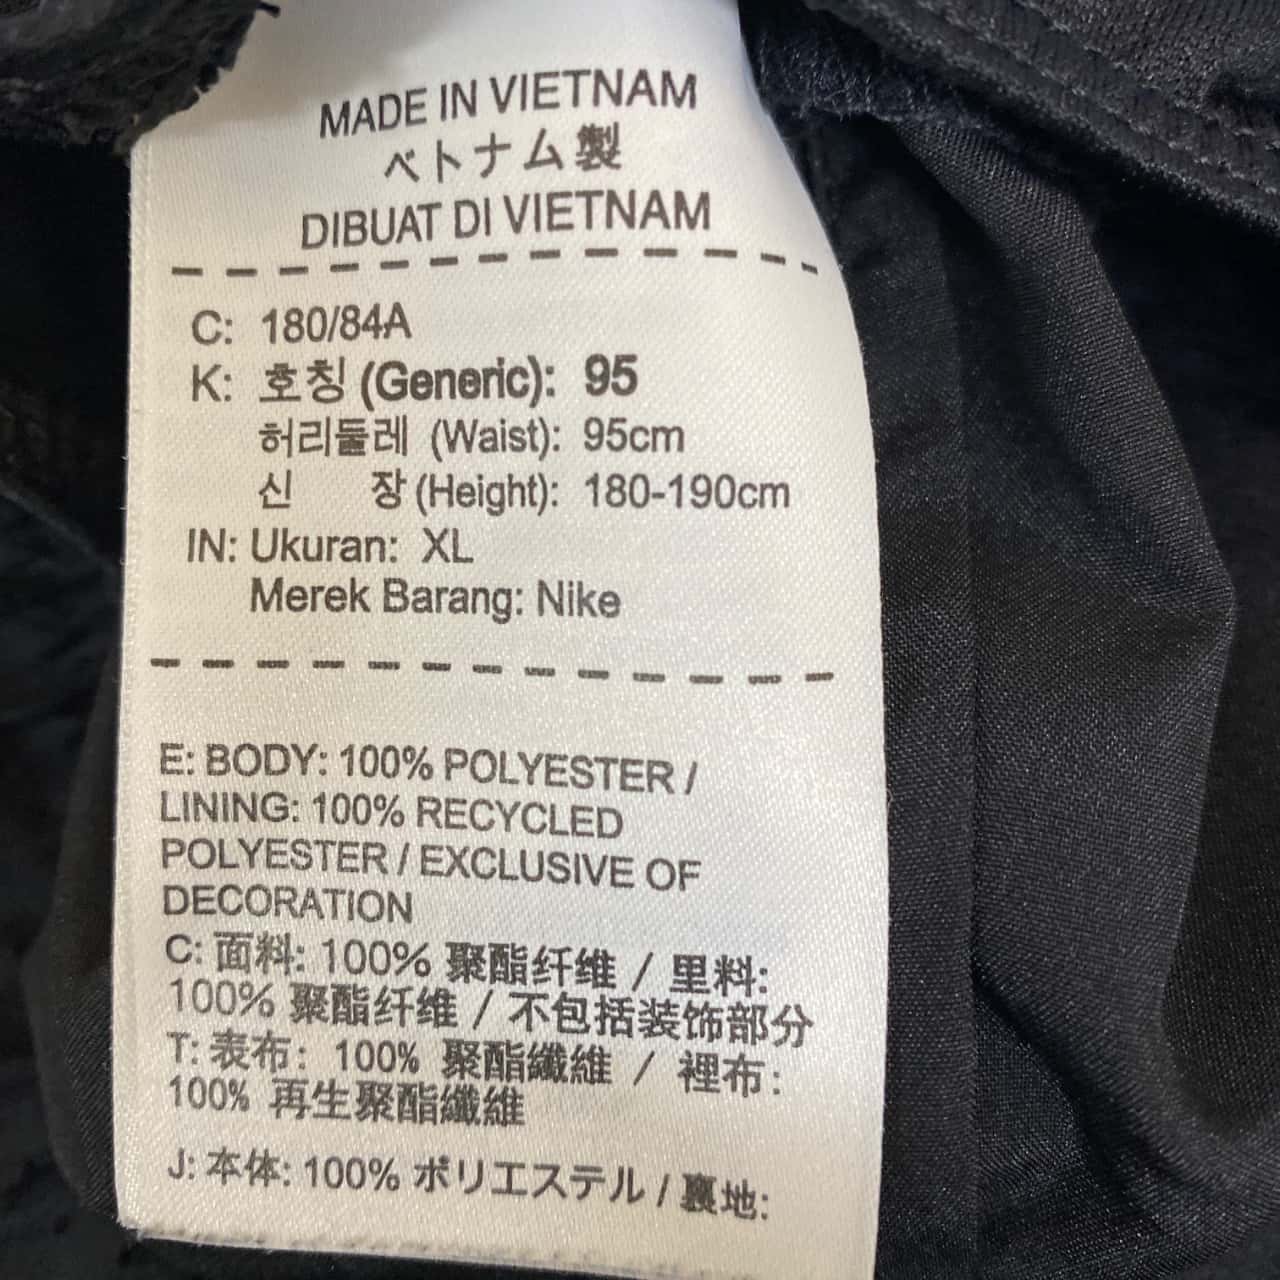 MADE IN VIETNAM
ベトナム製
DIBUAT DI VIETNAM
C: 180/84A
K: 호칭 (Generic): 95
허리둘레 (Waist): 95cm
신 장 (Height): 180-190cm
IN: Ukuran: XL
Merek Barang: Nike
E: BODY: 100% POLYESTER /
LINING: 100% RECYCLED
POLYESTER / EXCLUSIVE OF
DECORATION
C: 面料: 100% 聚酯纤维 / 里料:
100% 聚酯纤维 / 不包括装饰部分
T: 表布: 100% 聚酯纖維 / 裡布:
100% 再生聚酯纖維
J: 本体: 100% ポリエステル / 裏地: